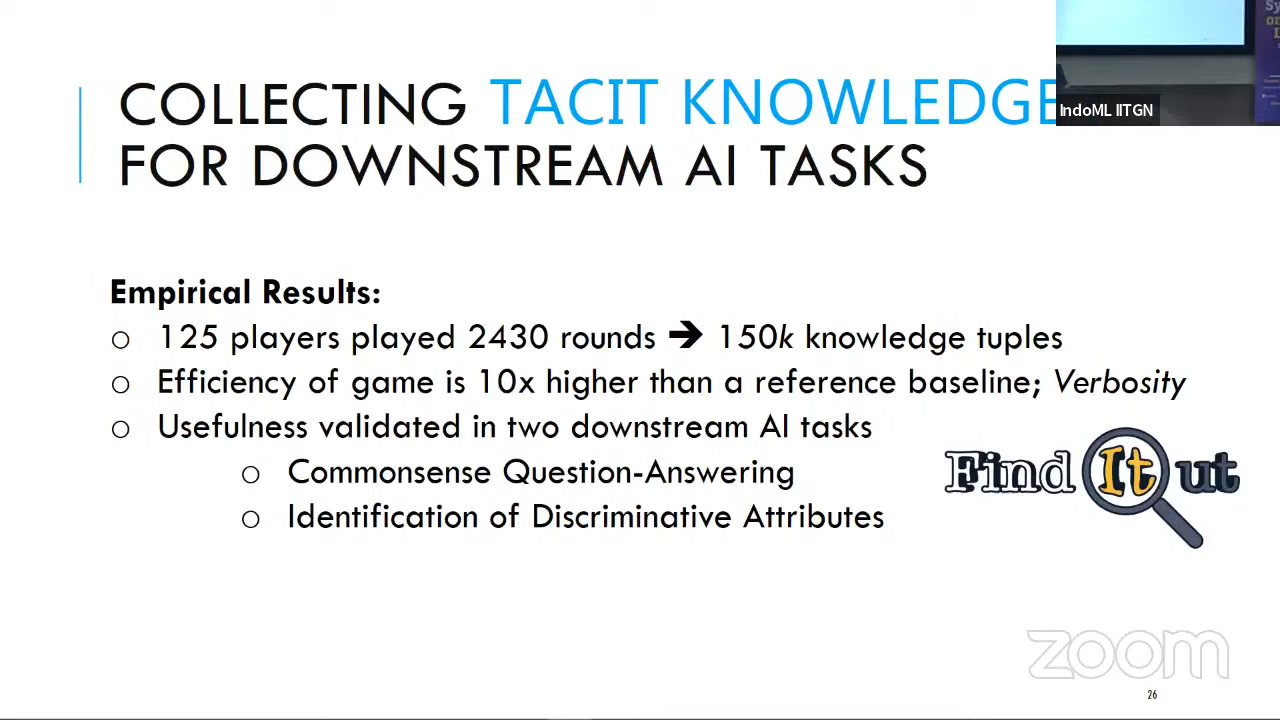 COLLECTING TACIT KNOWLEDGE
FOR DOWNSTREAM AI TASKS
IndoML IITGN
Empirical Results:
o 125 players played 2430 rounds ➔ 150k knowledge tuples
o Efficiency of game is 10x higher than a reference baseline; Verbosity
o Usefulness validated in two downstream AI tasks
o Commonsense Question-Answering
o Identification of Discriminative Attributes
Find It ut
zoom
26